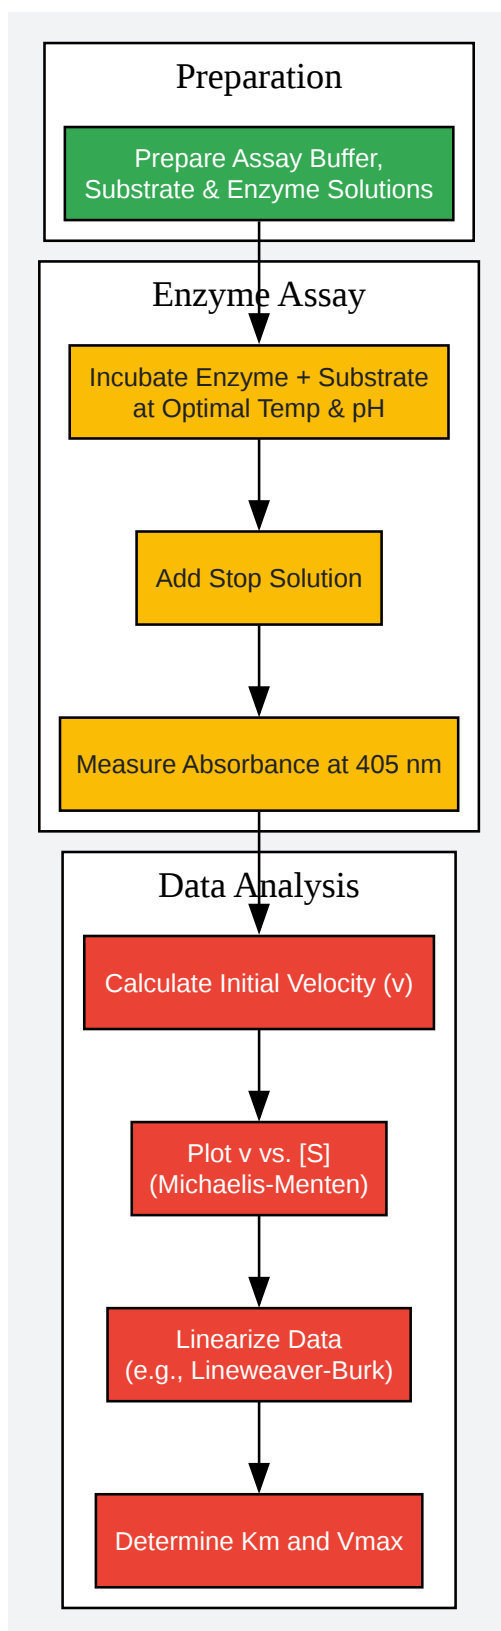 Preparation
Prepare Assay Buffer,
Substrate & Enzyme Solutions
Enzyme Assay
Incubate Enzyme + Substrate
at Optimal Temp & pH
Add Stop Solution
Measure Absorbance at 405 nm
Data Analysis
Calculate Initial Velocity (v)
Plot v vs. [S]
(Michaelis-Menten)
Linearize Data
(e.g., Lineweaver-Burk)
Determine Km and Vmax